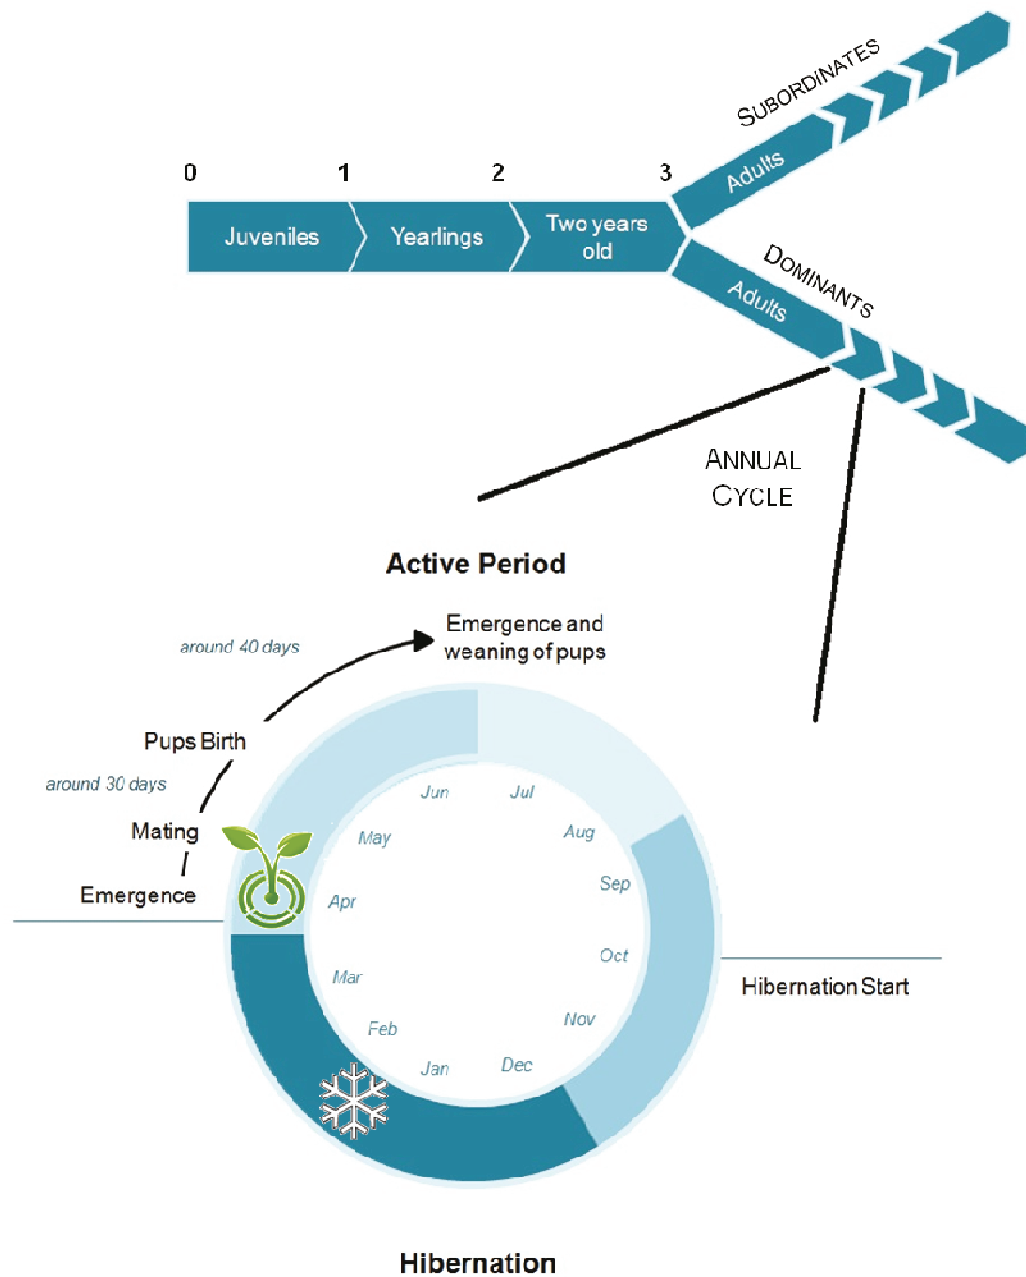 SUBORDINATES
0 1 2 3
Adults
Juveniles
Yearlings
Two years
old
DOMINANTS
Adults
ANNUAL
CYCLE
Active Period
Emergence and
weaning of pups
around 40 days
Pups Birth
around 30 days
Mating
Emergence
Jun
Jul
May
Aug
Apr
Sep
Mar
Oct
Feb
Nov
Jan
Dec
Hibernation Start
Hibernation